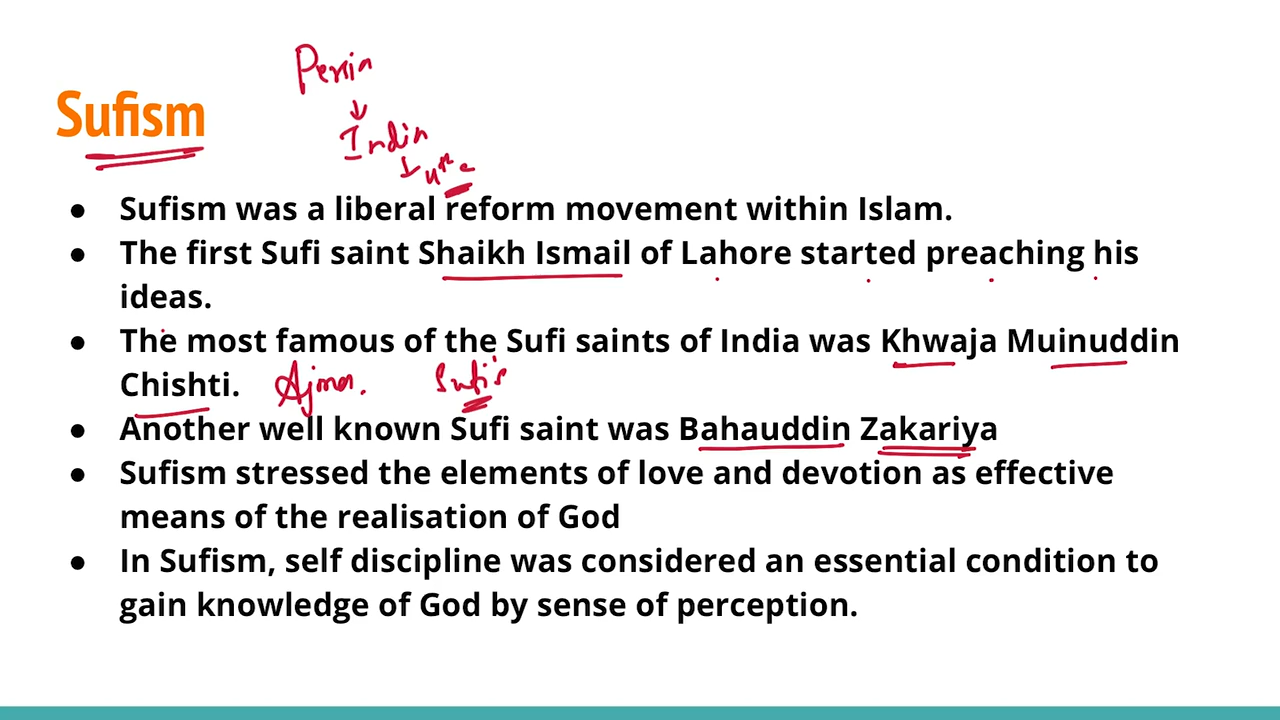 Persia
India
11th c
Sufism
● Sufism was a liberal reform movement within Islam.
● The first Sufi saint Shaikh Ismail of Lahore started preaching his
ideas.
● The most famous of the Sufi saints of India was Khwaja Muinuddin
Chishti. Ajmer. Sufi's
● Another well known Sufi saint was Bahauddin Zakariya
● Sufism stressed the elements of love and devotion as effective
means of the realisation of God
● In Sufism, self discipline was considered an essential condition to
gain knowledge of God by sense of perception.